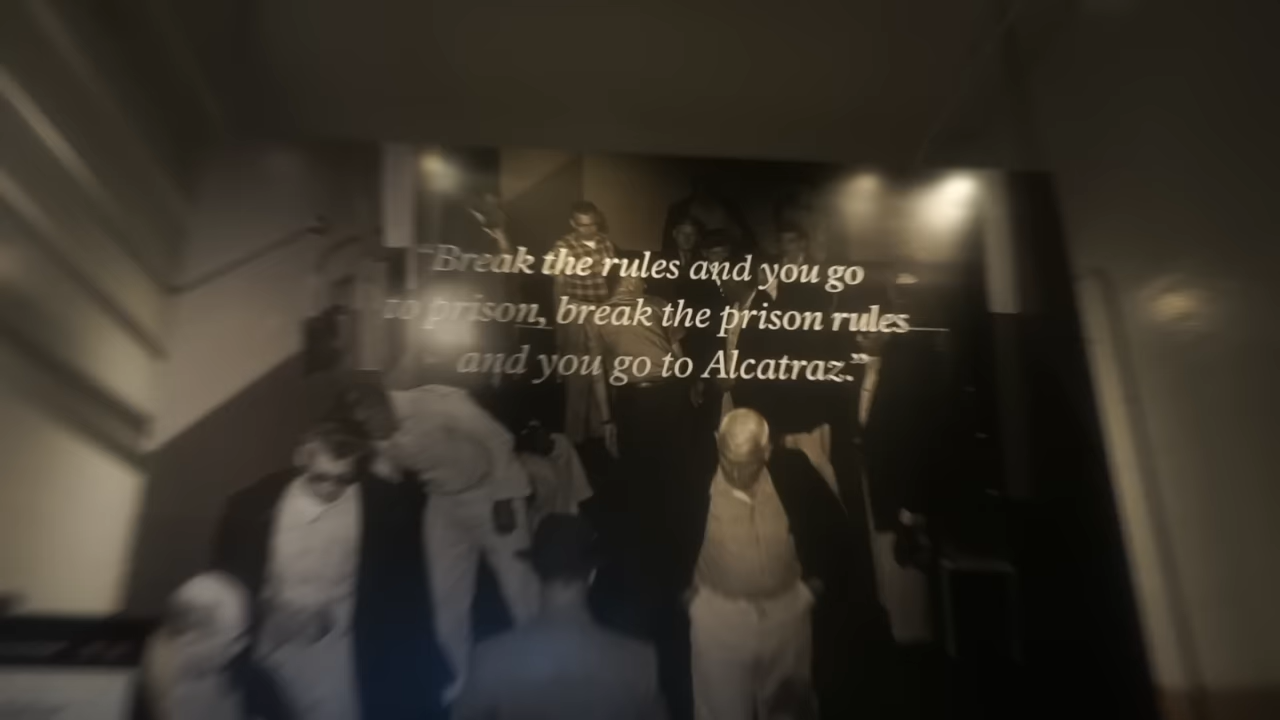 “Break the rules and you go
to prison, break the prison rules
and you go to Alcatraz.”